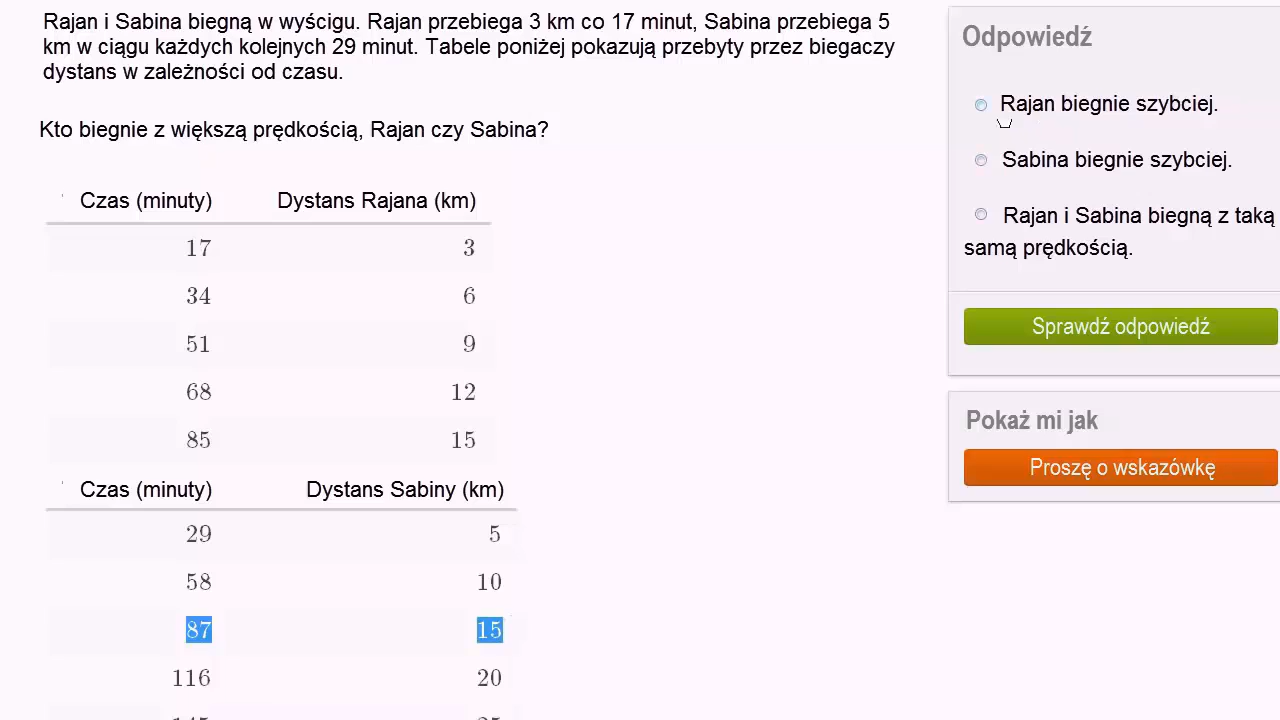 Rajan i Sabina biegną w wyścigu. Rajan przebiega 3 km co 17 minut, Sabina przebiega 5
km w ciągu każdych kolejnych 29 minut. Tabele poniżej pokazują przebyty przez biegaczy
dystans w zależności od czasu.
Kto biegnie z większą prędkością, Rajan czy Sabina?
Czas (minuty) Dystans Rajana (km)
17 3
34 6
51 9
68 12
85 15
Czas (minuty) Dystans Sabiny (km)
29 5
58 10
87 15
116 20
Odpowiedź
Rajan biegnie szybciej.
Sabina biegnie szybciej.
Rajan i Sabina biegną z taką
samą prędkością.
Sprawdź odpowiedź
Pokaż mi jak
Proszę o wskazówkę